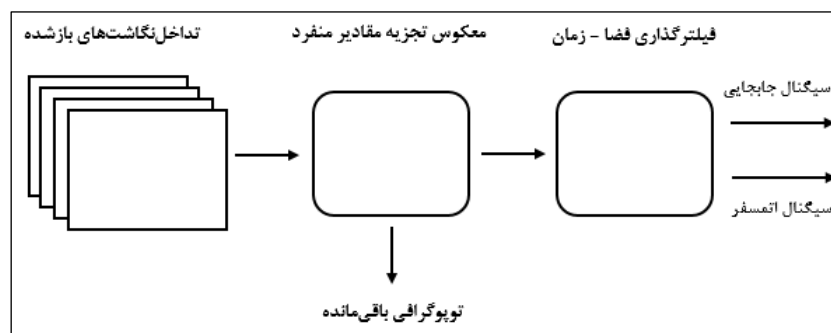 تداخل‌نگاشت‌های بازشده
معکوس تجزیه مقادیر منفرد
فیلترگذاری فضا - زمان
سیگنال جابجایی
سیگنال اتمسفر
توپوگرافی باقی‌مانده